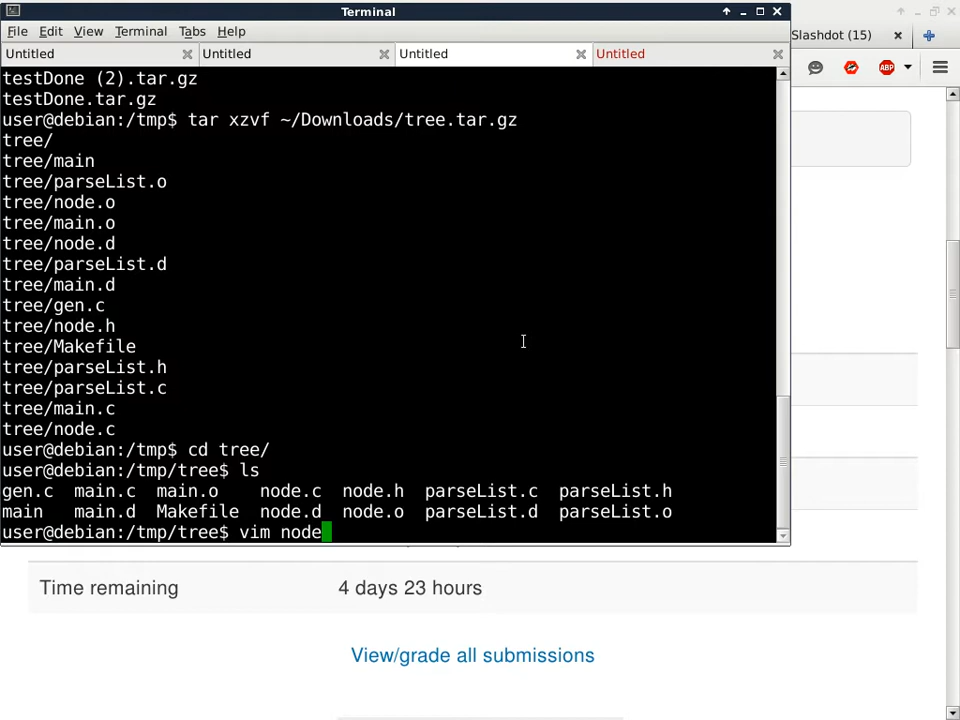 Terminal
File Edit View Terminal Tabs Help
Untitled Untitled Untitled Untitled
Slashdot (15)
ABP
testDone (2).tar.gz
testDone.tar.gz
user@debian:/tmp$ tar xzvf ~/Downloads/tree.tar.gz
tree/
tree/main
tree/parseList.o
tree/node.o
tree/main.o
tree/node.d
tree/parseList.d
tree/main.d
tree/gen.c
tree/node.h
tree/Makefile
tree/parseList.h
tree/parseList.c
tree/main.c
tree/node.c
user@debian:/tmp$ cd tree/
user@debian:/tmp/tree$ ls
gen.c main.c main.o node.c node.h parseList.c parseList.h
main main.d Makefile node.d node.o parseList.d parseList.o
user@debian:/tmp/tree$ vim node
Time remaining 4 days 23 hours
View/grade all submissions